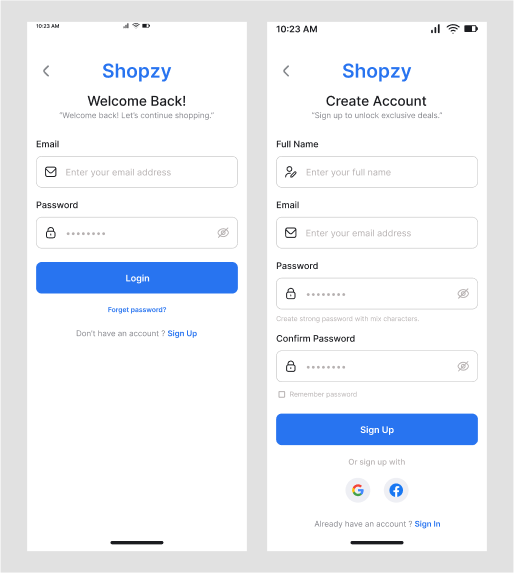 10:23 AM
Shopzy
Welcome Back!
"Welcome back! Let's continue shopping."
Email
Enter your email address
Password
Login
Forget password?
Don't have an account ? Sign Up
10:23 AM
Shopzy
Create Account
"Sign up to unlock exclusive deals."
Full Name
Enter your full name
Email
Enter your email address
Password
Create strong password with mix characters.
Confirm Password
Remember password
Sign Up
Or sign up with
Already have an account ? Sign In